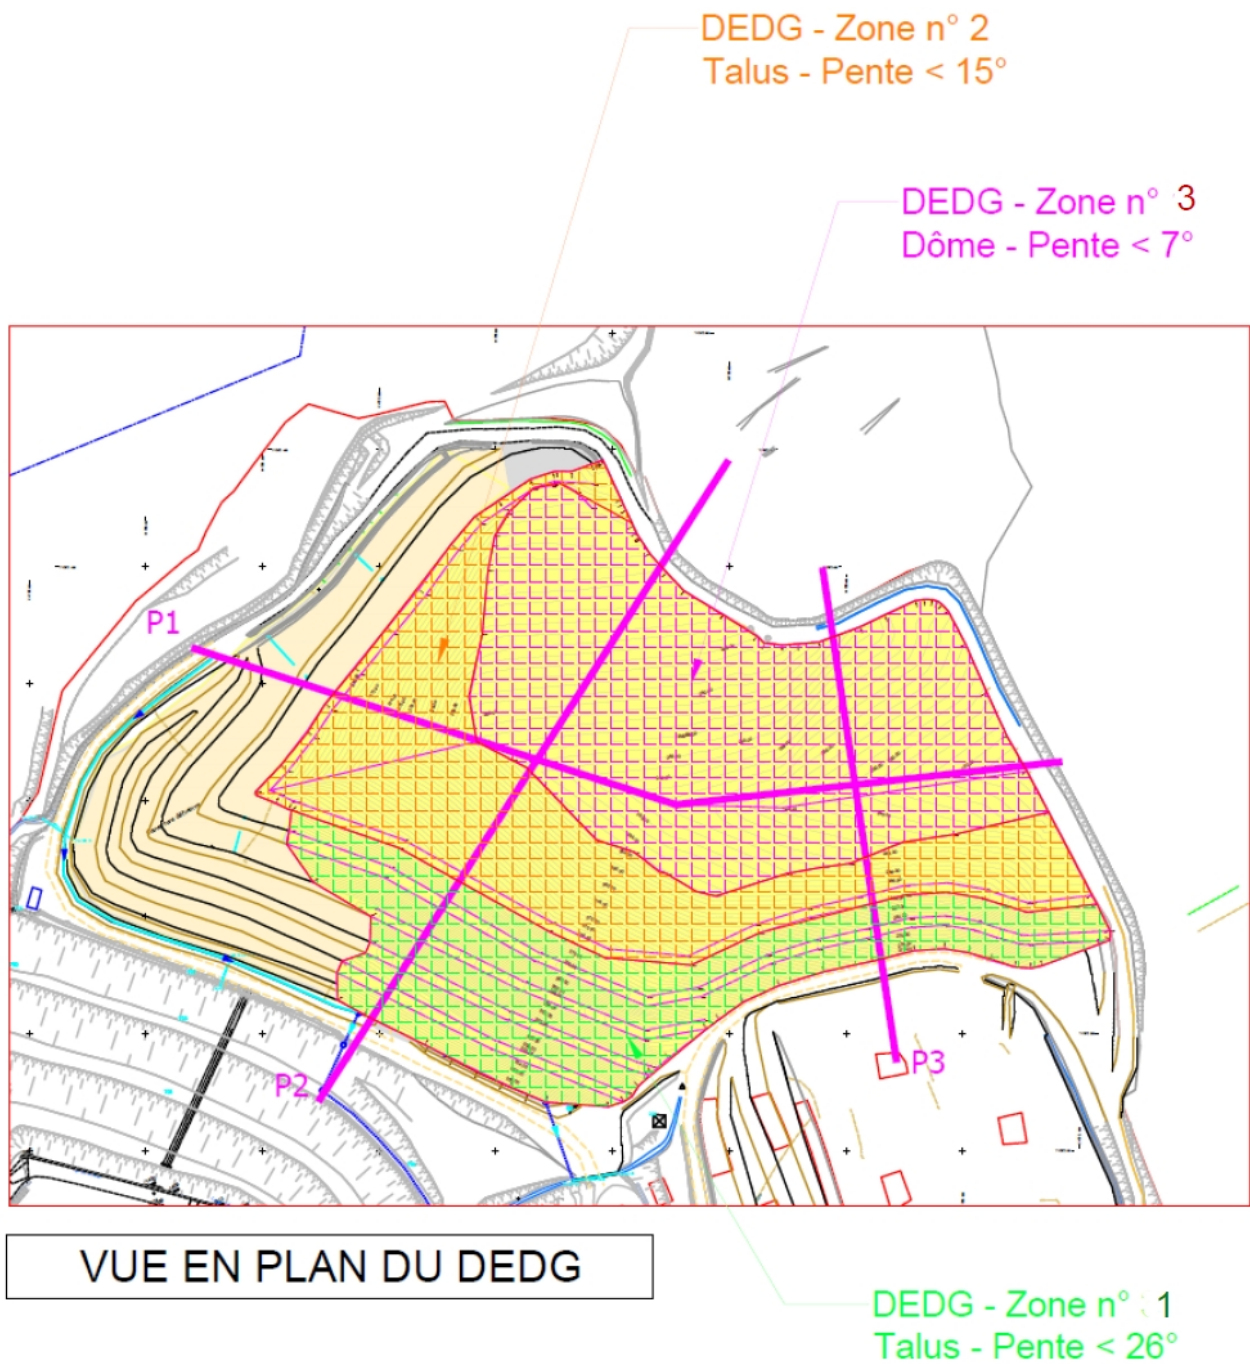 DEDG - Zone n° 2
Talus - Pente < 15°
DEDG - Zone n° 3
Dôme - Pente < 7°
P1
P2
P3
VUE EN PLAN DU DEDG
DEDG - Zone n° 1
Talus - Pente < 26°